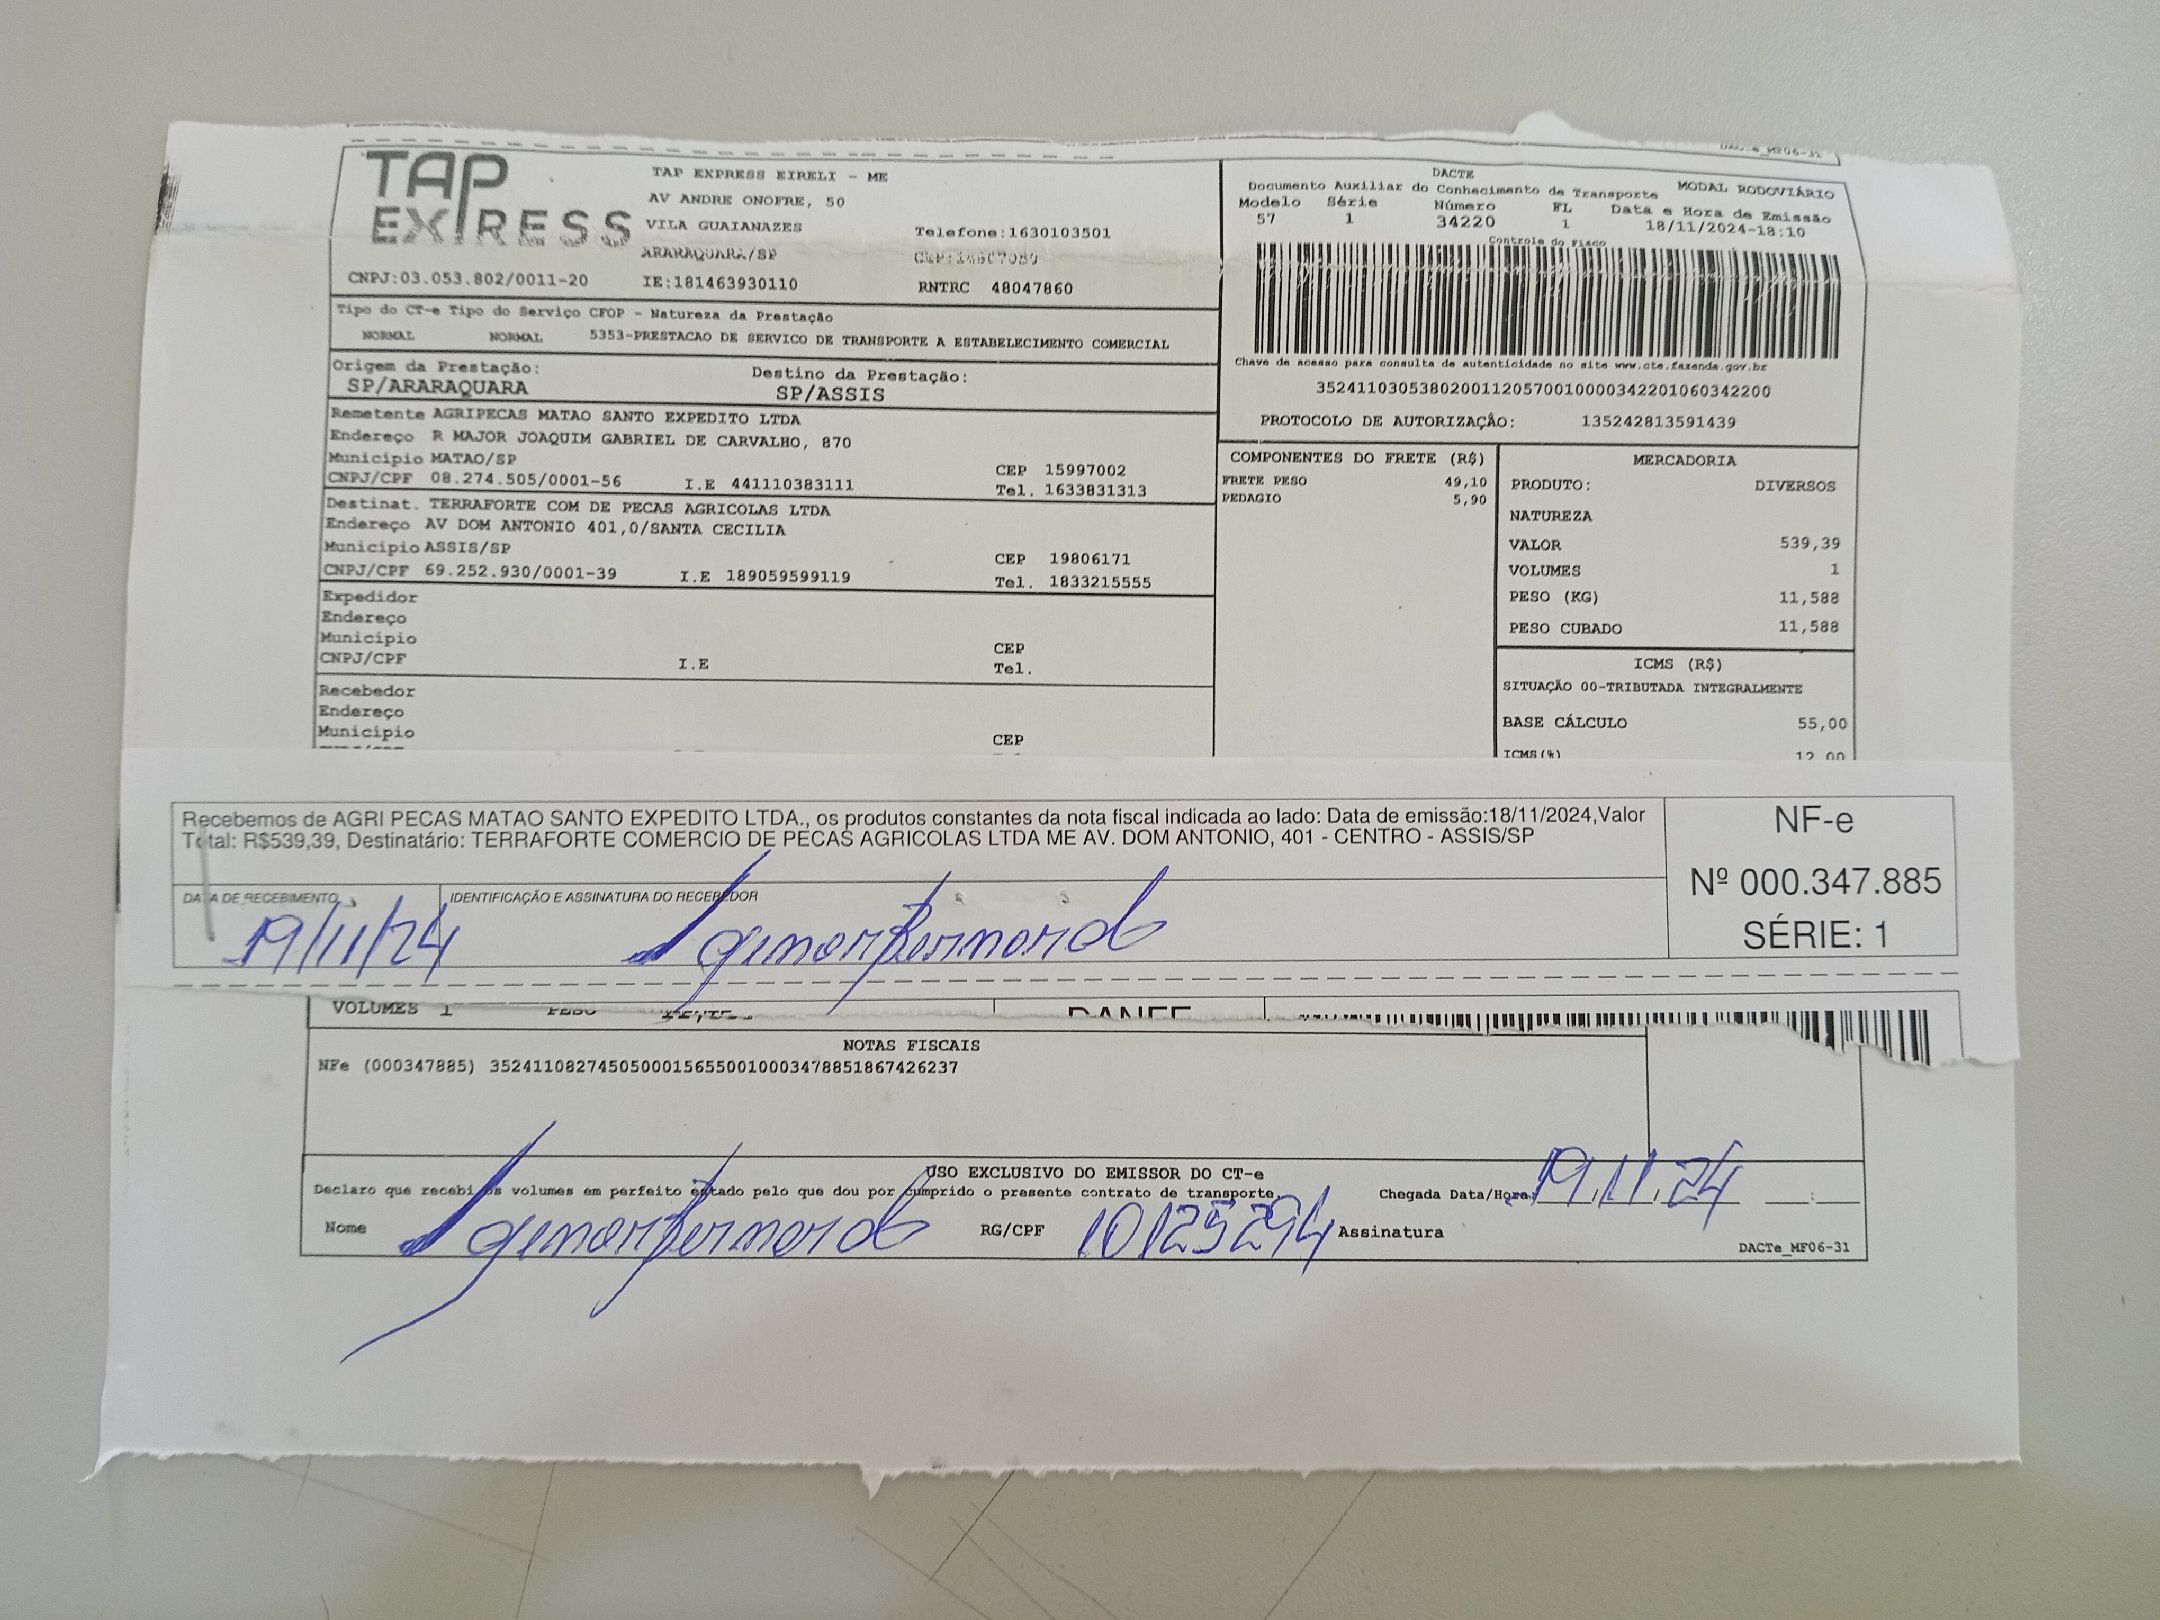 TAP
EXPRESS
TAP EXPRESS EIRELI - ME
AV ANDRE ONOFRE, 50
VILA GUAIANAZES
Telefone:1630103501
ARARAQUARA/SP
CNPJ:03.053.802/0011-20 IE:181463930110 RNTRC 48047860
DACTE
Documento Auxiliar do Conhecimento de Transporte MODAL RODOVIÁRIO
Modelo Série Número FL Data e Hora de Emissão
57 1 34220 1 18/11/2024-18:10
Controle do Fisco
Chave de acesso para consulta de autenticidade no site www.cte.fazenda.gov.br
35241103053802001120570010000342201060342200
PROTOCOLO DE AUTORIZAÇÃO: 135242813591439
Tipo do CT-e Tipo do Serviço CFOP - Natureza da Prestação
NORMAL NORMAL 5353-PRESTACAO DE SERVICO DE TRANSPORTE A ESTABELECIMENTO COMERCIAL
Origem da Prestação: Destino da Prestação:
SP/ARARAQUARA SP/ASSIS
Remetente AGRIPECAS MATAO SANTO EXPEDITO LTDA
Endereço R MAJOR JOAQUIM GABRIEL DE CARVALHO, 870
Município MATAO/SP CEP 15997002
CNPJ/CPF 08.274.505/0001-56 I.E 441110383111 Tel. 1633831313
Destinat. TERRAFORTE COM DE PECAS AGRICOLAS LTDA
Endereço AV DOM ANTONIO 401,0/SANTA CECILIA
Município ASSIS/SP CEP 19806171
CNPJ/CPF 69.252.930/0001-39 I.E 189059599119 Tel. 1833215555
Expedidor
Endereço
Município CEP
CNPJ/CPF I.E Tel.
Recebedor
Endereço
Município CEP
COMPONENTES DO FRETE (R$)
FRETE PESO 49,10
PEDAGIO 5,90
MERCADORIA
PRODUTO: DIVERSOS
NATUREZA
VALOR 539,39
VOLUMES 1
PESO (KG) 11,588
PESO CUBADO 11,588
ICMS (R$)
SITUAÇÃO 00-TRIBUTADA INTEGRALMENTE
BASE CÁLCULO 55,00
ICMS(%) 12,00
Recebemos de AGRI PECAS MATAO SANTO EXPEDITO LTDA., os produtos constantes da nota fiscal indicada ao lado: Data de emissão:18/11/2024,Valor
Total: R$539,39, Destinatário: TERRAFORTE COMERCIO DE PECAS AGRICOLAS LTDA ME AV. DOM ANTONIO, 401 - CENTRO - ASSIS/SP
DATA DE RECEBIMENTO IDENTIFICAÇÃO E ASSINATURA DO RECEBEDOR
19/11/24
NF-e
Nº 000.347.885
SÉRIE: 1
VOLUMES 1 PESO DANFE
NOTAS FISCAIS
NFe (000347885) 35241108274505000156550010003478851867426237
USO EXCLUSIVO DO EMISSOR DO CT-e
Declaro que recebi os volumes em perfeito estado pelo que dou por cumprido o presente contrato de transporte. Chegada Data/Hora: 19.11.24 :
Nome RG/CPF 10125294 Assinatura
DACTe_MF06-31